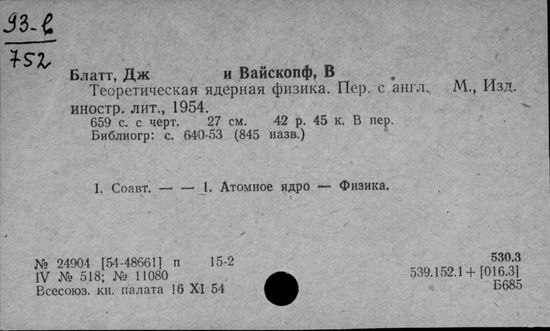 93-в
752
Блатт, Дж и Вайскопф, В
Теоретическая ядерная физика. Пер. с англ. М., Изд.
иностр. лит., 1954.
659 с. с черт. 27 см. 42 р. 45 к. В пер.
Библиогр: с. 640-53 (845 назв.)
I. Соавт. — — 1. Атомное ядро — Физика.
№ 24904 [54-48661] п 15-2
IV № 518; № 11080
Всесоюз. кн. палата 16 XI 54
530.3
539.152.1+[016.3]
Б685